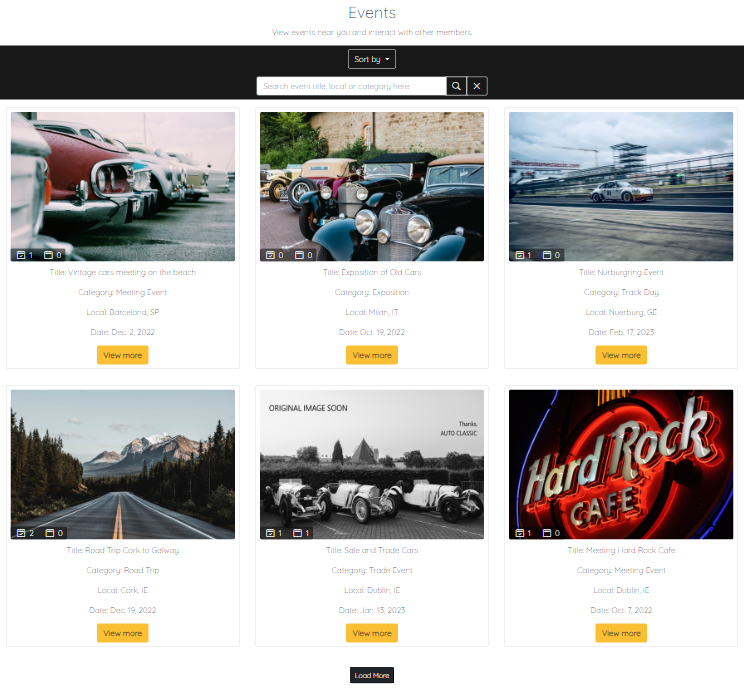 Events
View events near you and interact with other members.
Sort by
Search event title, local or category here
1 0
Title: Vintage cars meeting on the beach
Category: Meeting Event
Local: Barcelona, SP
Date: Dec. 2, 2022
View more
0 0
Title: Exposition of Old Cars
Category: Exposition
Local: Milan, IT
Date: Oct. 19, 2022
View more
1 0
Title: Nurburgring Event
Category: Track Day
Local: Nuerburg, GE
Date: Feb. 17, 2023
View more
2 0
Title: Road Trip Cork to Galway
Category: Road Trip
Local: Cork, IE
Date: Dec. 19, 2022
View more
ORIGINAL IMAGE SOON
Thanks,
AUTO CLASSIC
1 1
Title: Sale and Trade Cars
Category: Trade Event
Local: Dublin, IE
Date: Jan. 13, 2023
View more
Hard Rock
CAFE
1 0
Title: Meeting Hard Rock Cafe
Category: Meeting Event
Local: Dublin, IE
Date: Oct. 7, 2022
View more
Load More